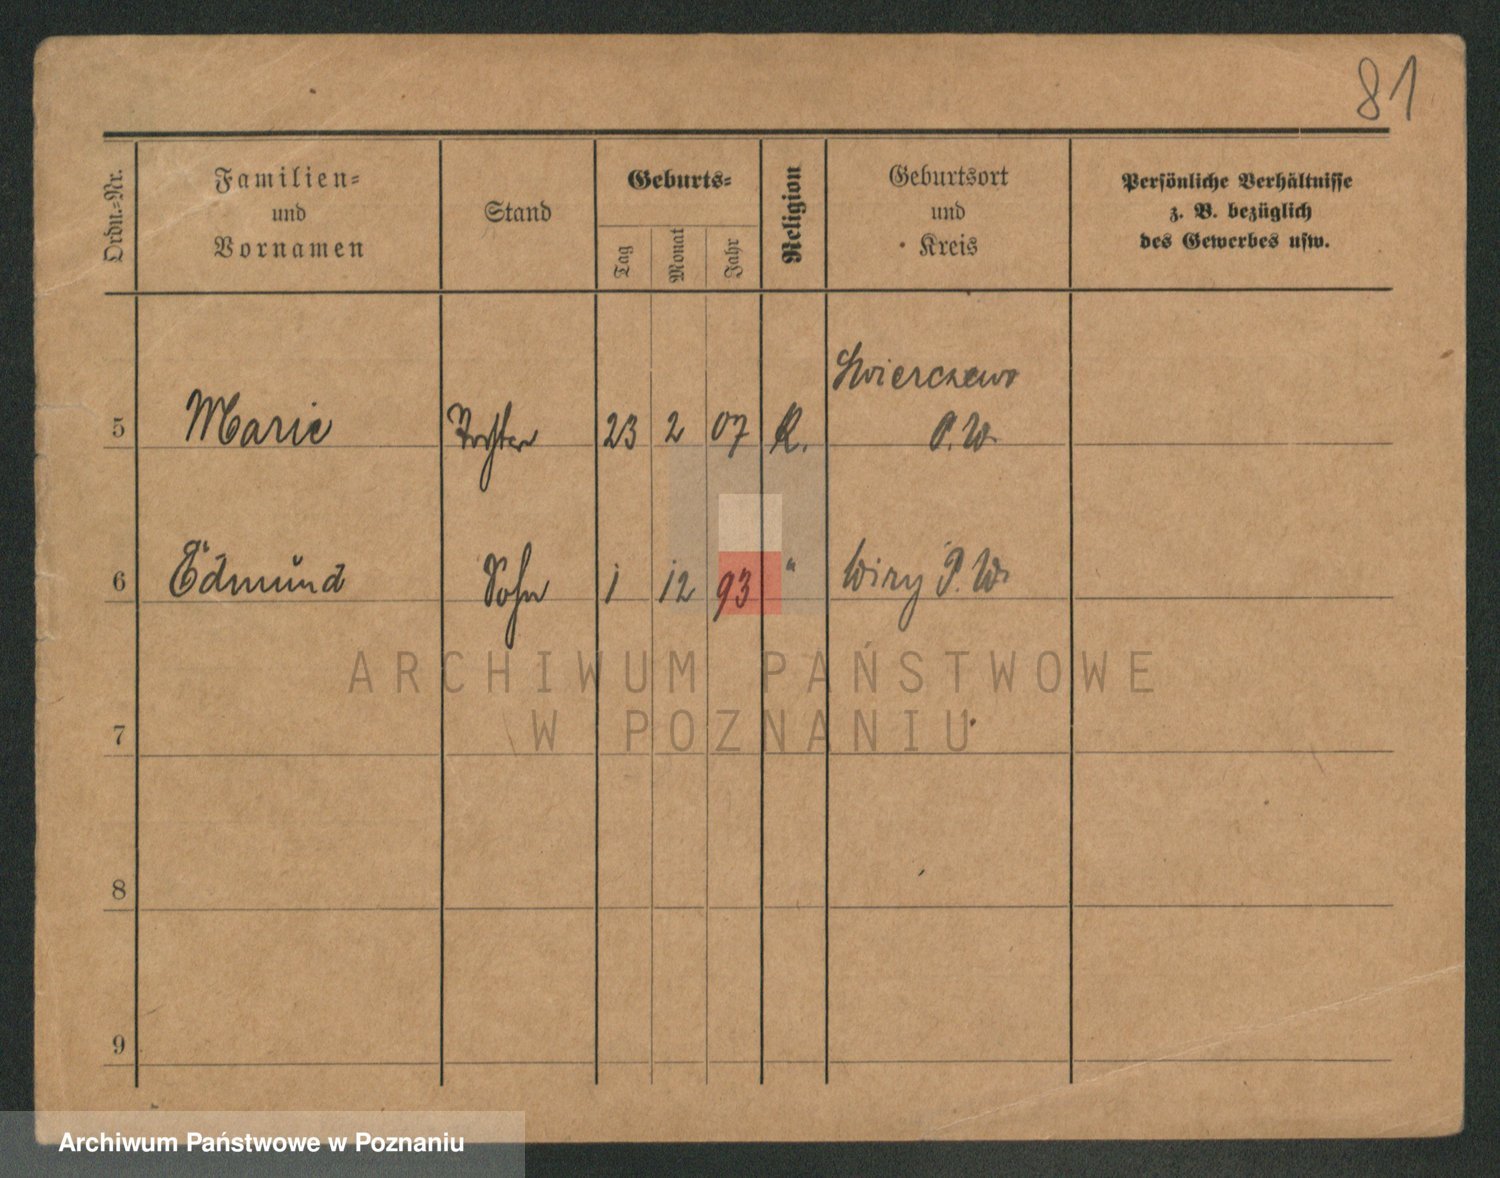 81
Ordn.-Nr.
Familien-
und
Vornamen
Stand
Geburts-
Tag
Monat
Jahr
Religion
Geburtsort
und
Kreis
Persönliche Verhältnisse
z. B. bezüglich
des Gewerbes usw.
Swierczewo
5 Marie Tochter 23 2 07 K. P. W.
6 Edmund Sohn 1 12 93 " Wiry P. W.
ARCHIWUM PAŃSTWOWE
W POZNANIU
7
8
9
Archiwum Państwowe w Poznaniu